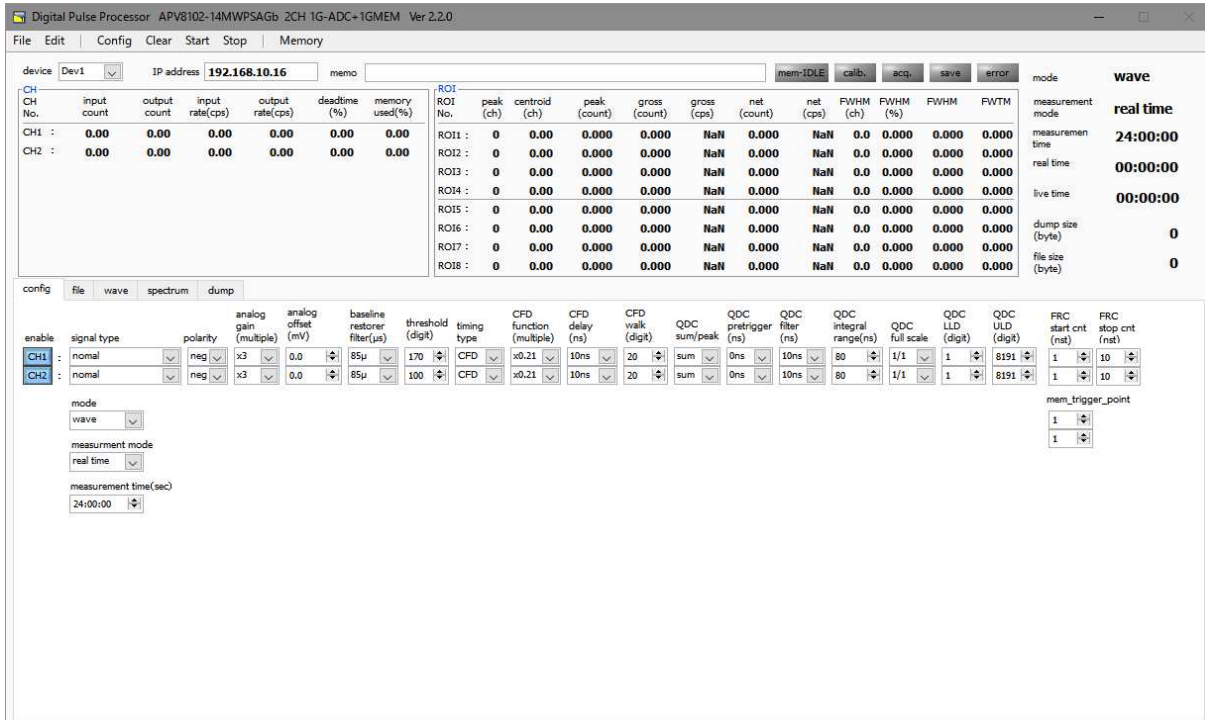 Digital Pulse Processor APV8102-14MWPSAGb 2CH 1G-ADC+1GMEM Ver 2.2.0
File Edit | Config Clear Start Stop | Memory
device Dev1 IP address 192.168.10.16 memo mem-IDLE calib. acq. save error
mode wave
CH
CH No. input count output count input rate(cps) output rate(cps) deadtime (%) memory used(%)
CH1 : 0.00 0.00 0.00 0.00 0.00 0.00
CH2 : 0.00 0.00 0.00 0.00 0.00 0.00
ROI
ROI No. peak (ch) centroid (ch) peak (count) gross (count) gross (cps) net (count) net (cps) FWHM (ch) FWHM (%) FWHM FWTM
ROI1 : 0 0.00 0.000 0.000 NaN 0.000 NaN 0.0 0.000 0.000 0.000
ROI2 : 0 0.00 0.000 0.000 NaN 0.000 NaN 0.0 0.000 0.000 0.000
ROI3 : 0 0.00 0.000 0.000 NaN 0.000 NaN 0.0 0.000 0.000 0.000
ROI4 : 0 0.00 0.000 0.000 NaN 0.000 NaN 0.0 0.000 0.000 0.000
ROI5 : 0 0.00 0.000 0.000 NaN 0.000 NaN 0.0 0.000 0.000 0.000
ROI6 : 0 0.00 0.000 0.000 NaN 0.000 NaN 0.0 0.000 0.000 0.000
ROI7 : 0 0.00 0.000 0.000 NaN 0.000 NaN 0.0 0.000 0.000 0.000
ROI8 : 0 0.00 0.000 0.000 NaN 0.000 NaN 0.0 0.000 0.000 0.000
measurement mode real time
measuremen time 24:00:00
real time 00:00:00
live time 00:00:00
dump size (byte) 0
file size (byte) 0
config file wave spectrum dump
enable signal type polarity analog gain (multiple) analog offset (mV) baseline restorer filter(µs) threshold (digit) timing type CFD function (multiple) CFD delay (ns) CFD walk (digit) QDC sum/peak QDC pretrigger (ns) QDC filter (ns) QDC integral range(ns) QDC full scale QDC LLD (digit) QDC ULD (digit) FRC start cnt (nst) FRC stop cnt (nst)
CH1 : nomal neg x3 0.0 85µ 170 CFD x0.21 10ns 20 sum 0ns 10ns 80 1/1 1 8191 1 10
CH2 : nomal neg x3 0.0 85µ 100 CFD x0.21 10ns 20 sum 0ns 10ns 80 1/1 1 8191 1 10
mode
wave
measurment mode
real time
measurement time(sec)
24:00:00
mem_trigger_point
1
1